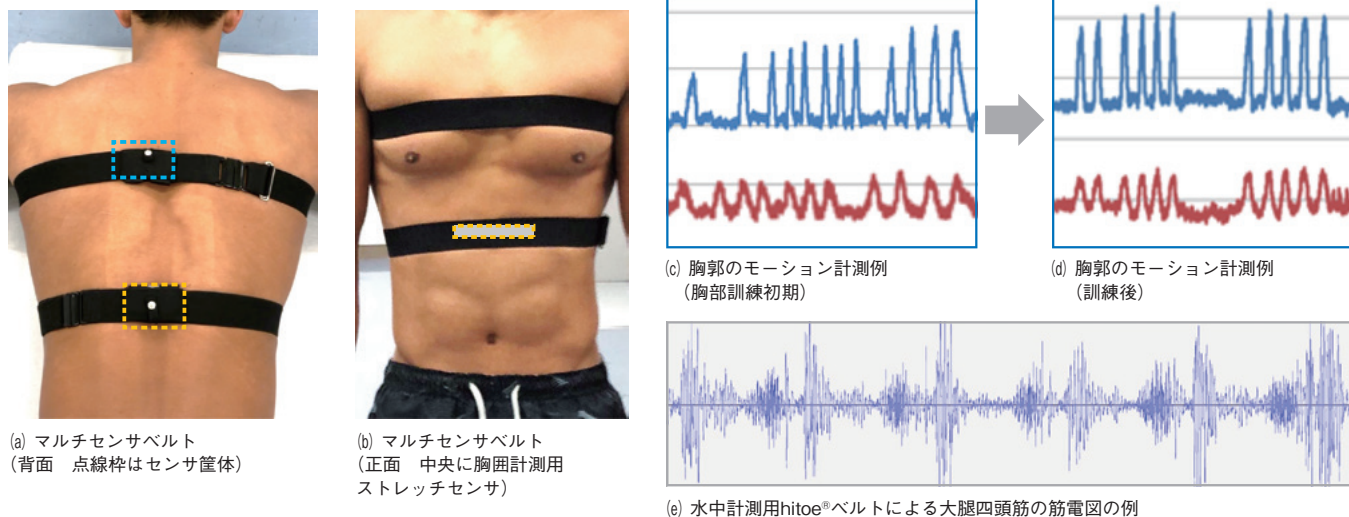 (a) マルチセンサベルト
(背面　点線枠はセンサ筐体)
(b) マルチセンサベルト
(正面　中央に胸囲計測用
ストレッチセンサ)
(c) 胸郭のモーション計測例
(胸部訓練初期)
(d) 胸郭のモーション計測例
(訓練後)
(e) 水中計測用hitoe®ベルトによる大腿四頭筋の筋電図の例